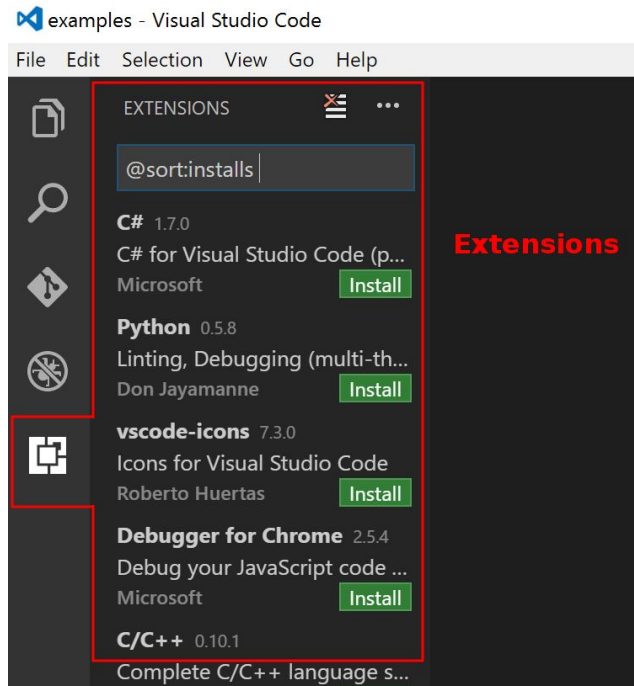 examples - Visual Studio Code
File Edit Selection View Go Help
EXTENSIONS
@sort:installs
C# 1.7.0
C# for Visual Studio Code (p...
Microsoft Install
Extensions
Python 0.5.8
Linting, Debugging (multi-th...
Don Jayamanne Install
vscode-icons 7.3.0
Icons for Visual Studio Code
Roberto Huertas Install
Debugger for Chrome 2.5.4
Debug your JavaScript code ...
Microsoft Install
C/C++ 0.10.1
Complete C/C++ language s...